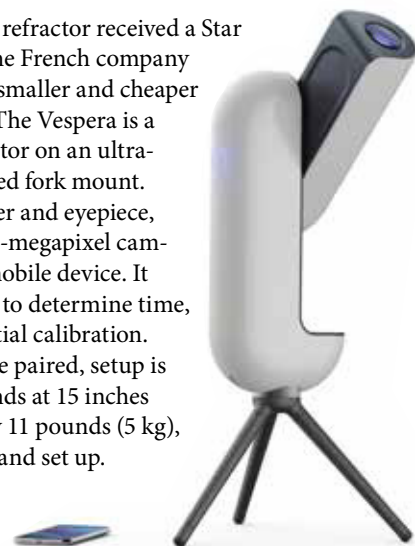 refractor received a Star
ne French company
smaller and cheaper
The Vespera is a
tor on an ultra-
ed fork mount.
er and eyepiece,
-megapixel cam-
nobile device. It
to determine time,
tial calibration.
e paired, setup is
nds at 15 inches
11 pounds (5 kg),
and set up.